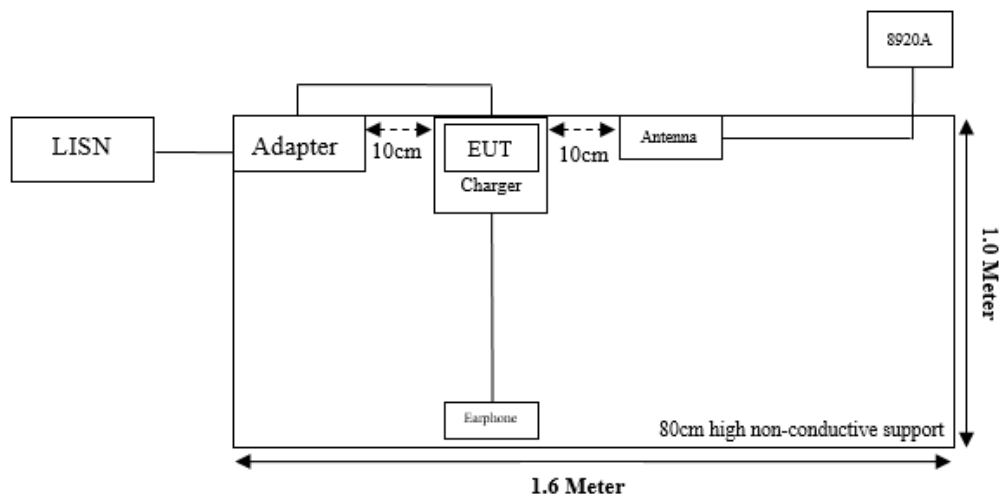 8920A
LISN
Adapter
10cm
EUT
Charger
10cm
Antenna
1.0 Meter
Earphone
80cm high non-conductive support
1.6 Meter